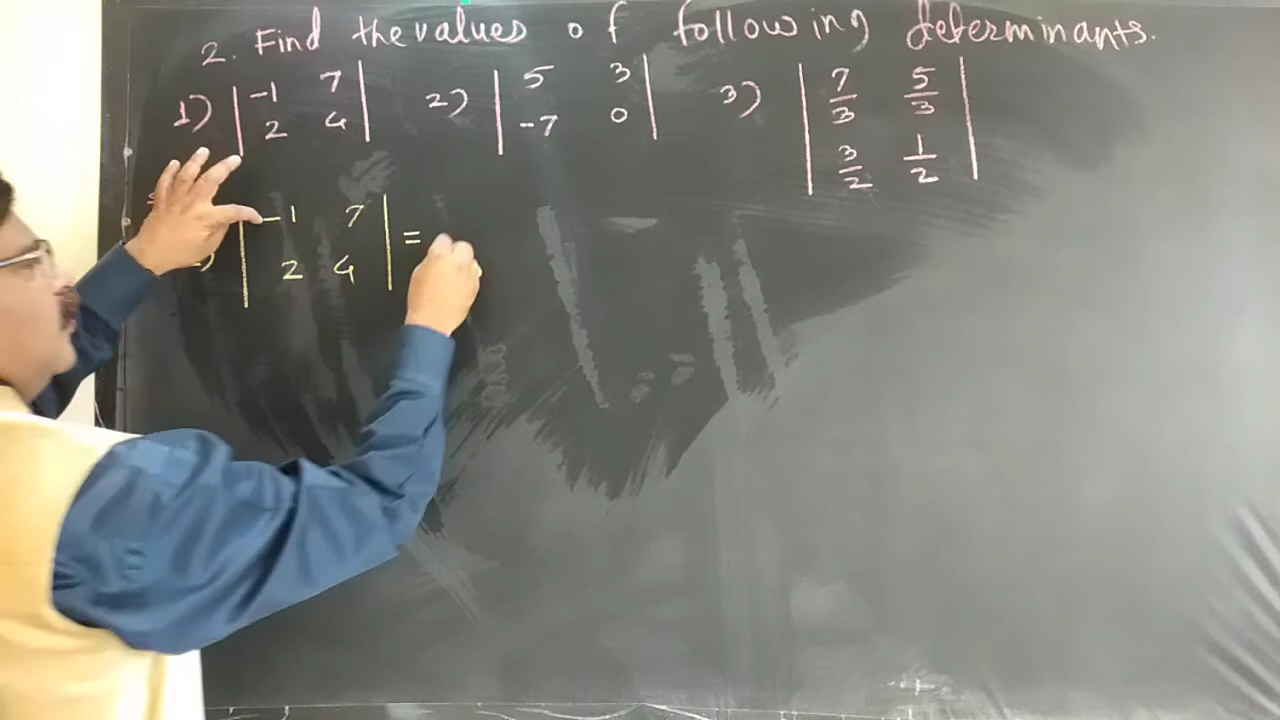 2. Find the values of following determinants.
1) | -1 7 | 2) | 5 3 | 3) | 7/3 5/3 |
| 2 4 | | -7 0 | | 3/2 1/2 |
| -1 7 | =
| 2 4 |